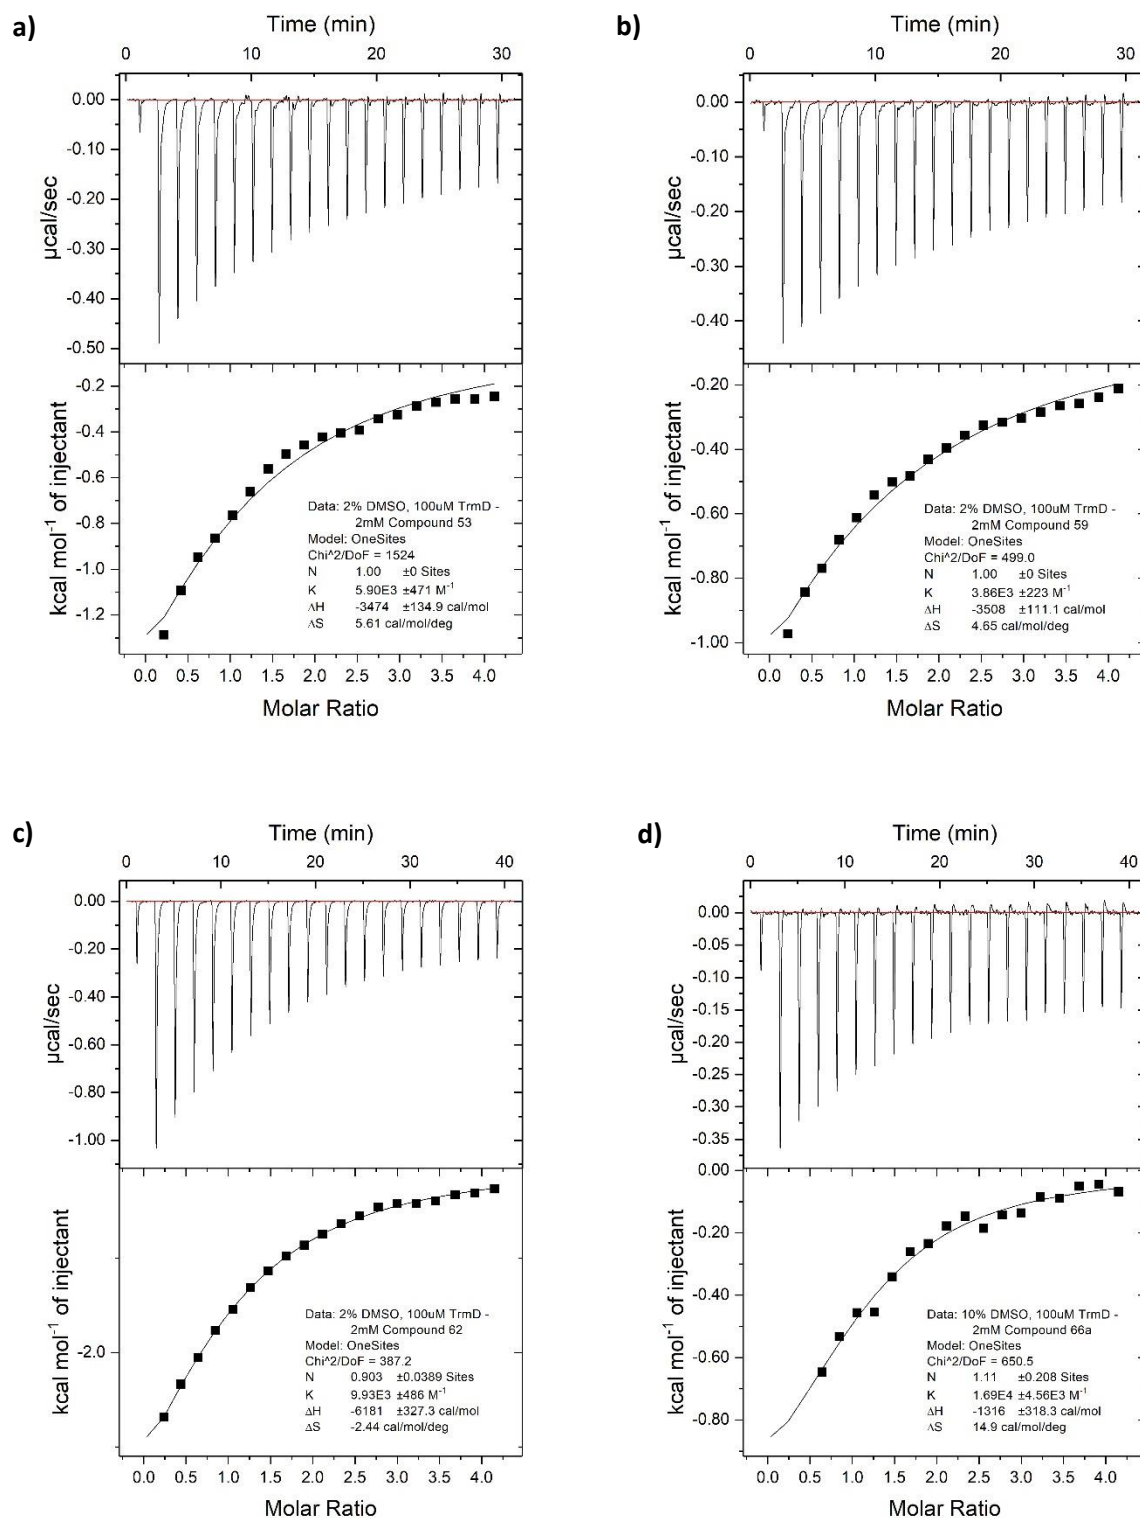 a)
Time (min)
0 10 20 30
0.00
-0.10
-0.20
-0.30
-0.40
-0.50
µcal/sec
-0.2
-0.4
-0.6
-0.8
-1.0
-1.2
kcal mol⁻¹ of injectant
Data: 2% DMSO, 100uM TrmD -
2mM Compound 53
Model: OneSites
Chi^2/DoF = 1524
N 1.00 ±0 Sites
K 5.90E3 ±471 M⁻¹
ΔH -3474 ±134.9 cal/mol
ΔS 5.61 cal/mol/deg
0.0 0.5 1.0 1.5 2.0 2.5 3.0 3.5 4.0
Molar Ratio
b)
Time (min)
0 10 20 30
0.00
-0.10
-0.20
-0.30
-0.40
µcal/sec
-0.20
-0.40
-0.60
-0.80
-1.00
kcal mol⁻¹ of injectant
Data: 2% DMSO, 100uM TrmD -
2mM Compound 59
Model: OneSites
Chi^2/DoF = 499.0
N 1.00 ±0 Sites
K 3.86E3 ±223 M⁻¹
ΔH -3508 ±111.1 cal/mol
ΔS 4.65 cal/mol/deg
0.0 0.5 1.0 1.5 2.0 2.5 3.0 3.5 4.0
Molar Ratio
c)
Time (min)
0 10 20 30 40
0.00
-0.20
-0.40
-0.60
-0.80
-1.00
µcal/sec
-2.0
kcal mol⁻¹ of injectant
Data: 2% DMSO, 100uM TrmD -
2mM Compound 62
Model: OneSites
Chi^2/DoF = 387.2
N 0.903 ±0.0389 Sites
K 9.93E3 ±486 M⁻¹
ΔH -6181 ±327.3 cal/mol
ΔS -2.44 cal/mol/deg
0.0 0.5 1.0 1.5 2.0 2.5 3.0 3.5 4.0
Molar Ratio
d)
Time (min)
0 10 20 30 40
0.00
-0.05
-0.10
-0.15
-0.20
-0.25
-0.30
-0.35
µcal/sec
0.00
-0.20
-0.40
-0.60
-0.80
kcal mol⁻¹ of injectant
Data: 10% DMSO, 100uM TrmD -
2mM Compound 66a
Model: OneSites
Chi^2/DoF = 650.5
N 1.11 ±0.208 Sites
K 1.69E4 ±4.56E3 M⁻¹
ΔH -1316 ±318.3 cal/mol
ΔS 14.9 cal/mol/deg
0.0 0.5 1.0 1.5 2.0 2.5 3.0 3.5 4.0
Molar Ratio